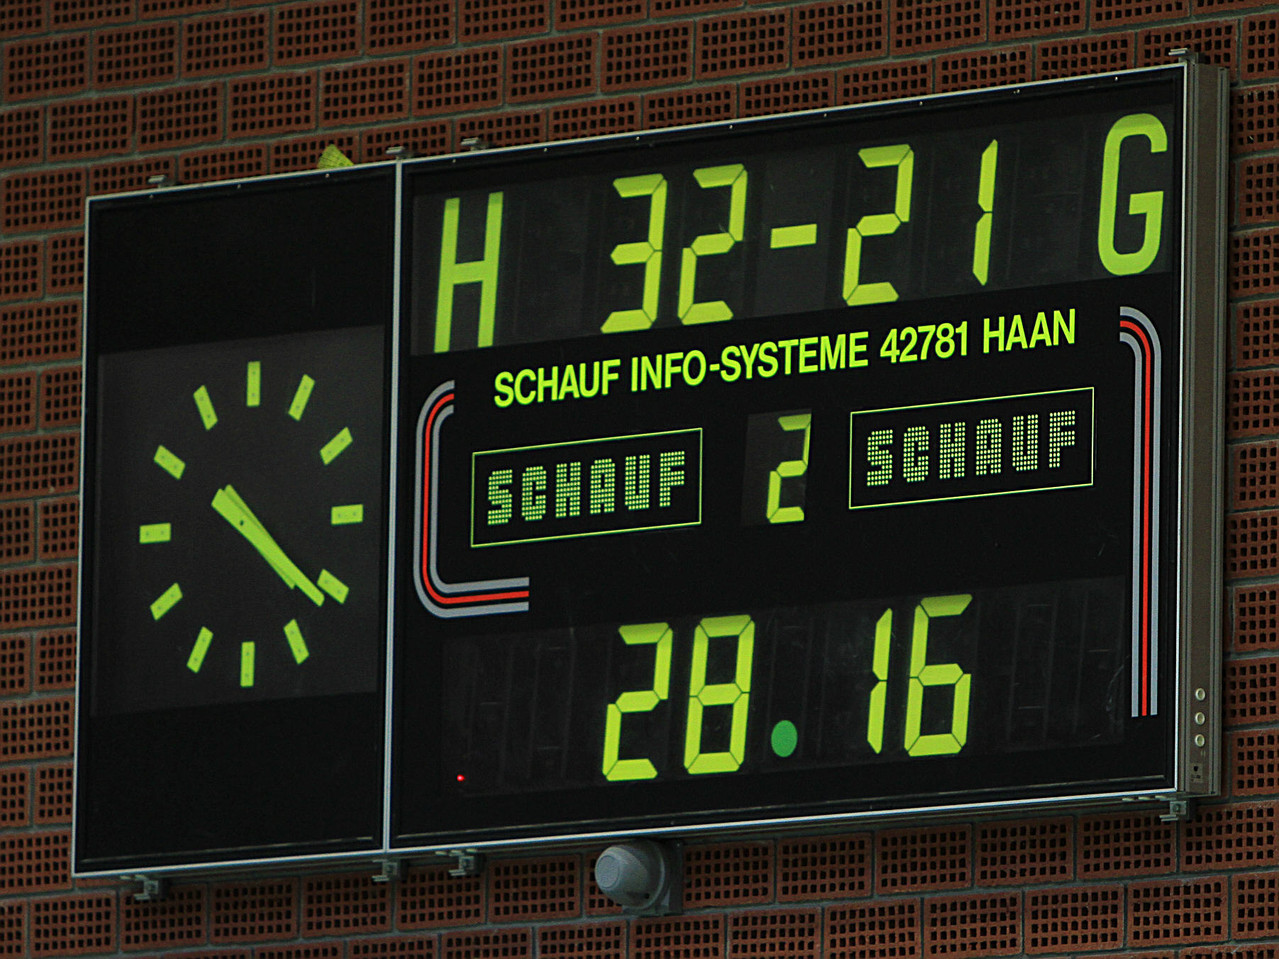 H 32-21 G
SCHAUF INFO-SYSTEME 42781 HAAN
SCHAUF 2 SCHAUF
28.16